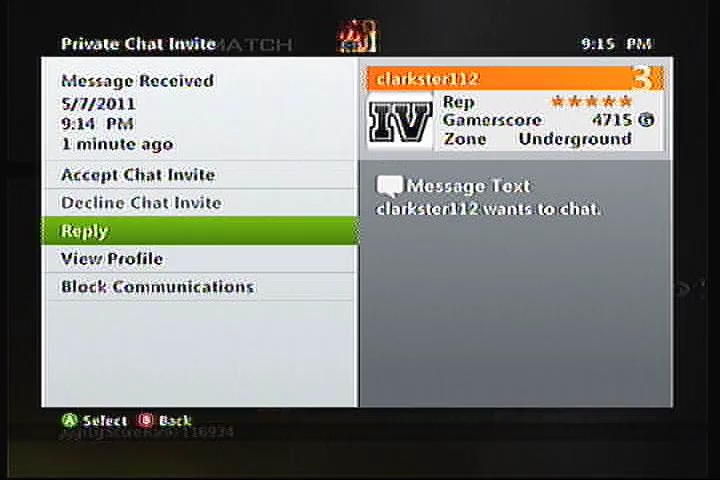 Private Chat Invite MATCH
9:15 PM
Message Received
5/7/2011
9:14 PM
1 minute ago
Accept Chat Invite
Decline Chat Invite
Reply
View Profile
Block Communications
clarkster112
3
IV
Rep ★★★★★
Gamerscore 4715 G
Zone Underground
Message Text
clarkster112 wants to chat.
A Select B Back
116934